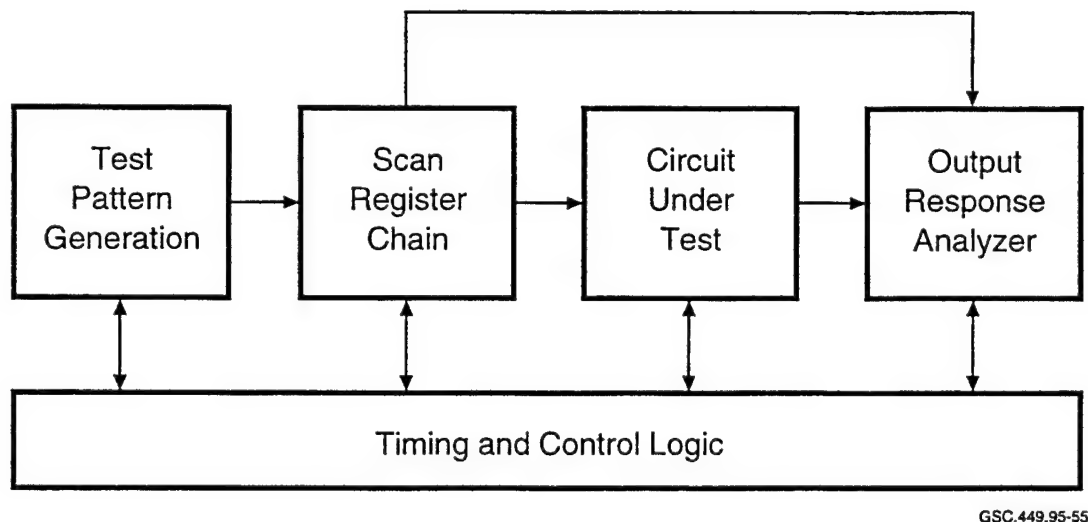 Test
Pattern
Generation
Scan
Register
Chain
Circuit
Under
Test
Output
Response
Analyzer
Timing and Control Logic
GSC.449.95-55